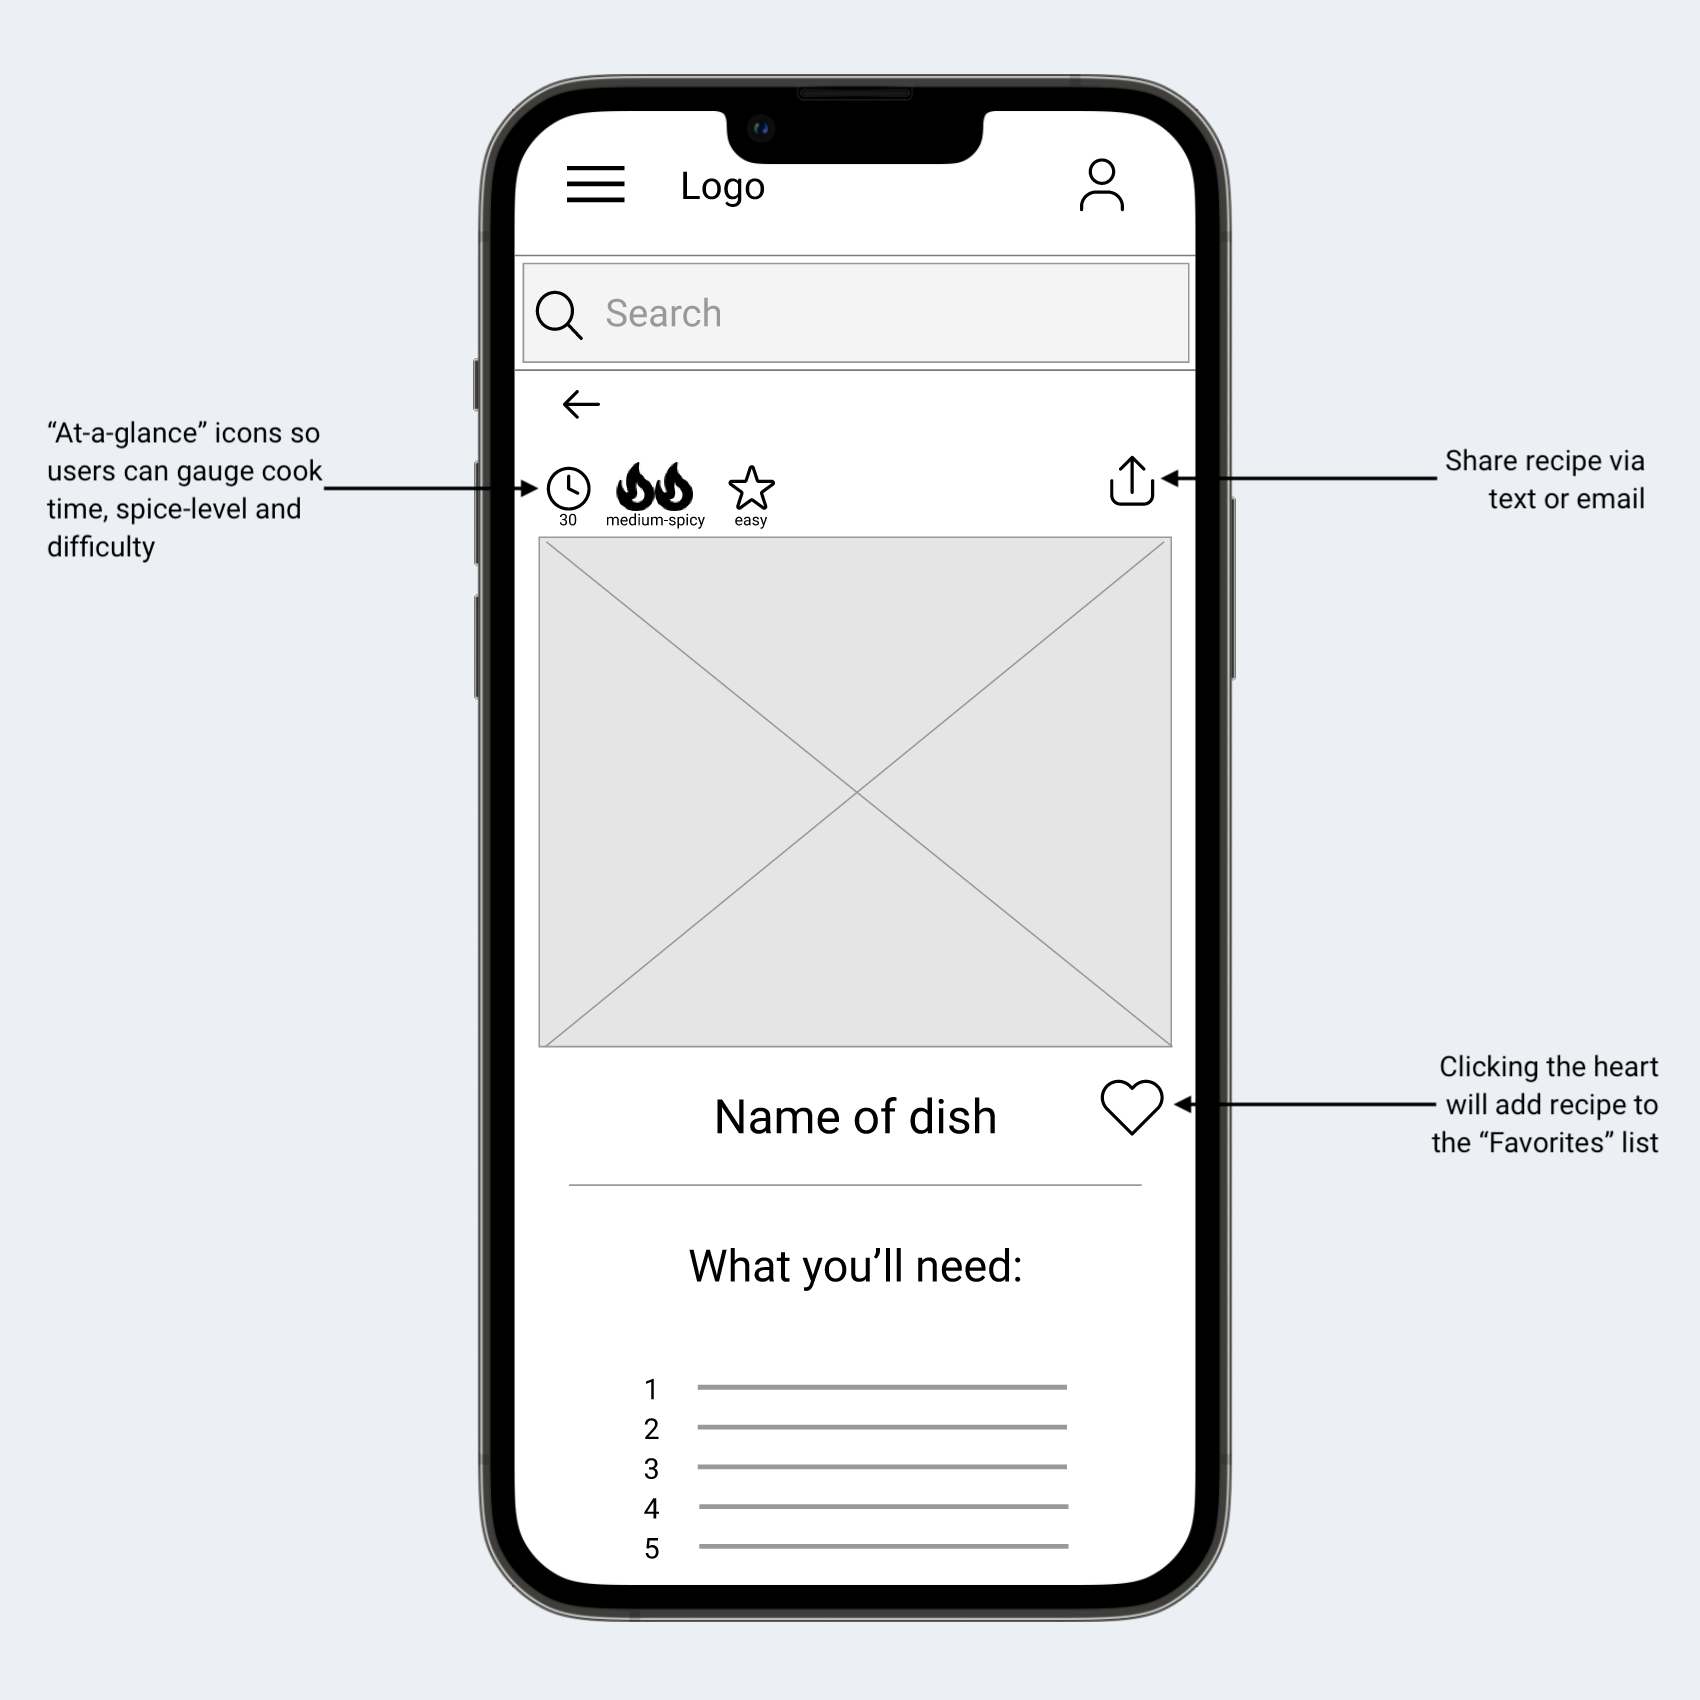 Logo
Search
“At-a-glance” icons so
users can gauge cook
time, spice-level and
difficulty
30
medium-spicy
easy
Share recipe via
text or email
Name of dish
Clicking the heart
will add recipe to
the “Favorites” list
What you’ll need:
1
2
3
4
5